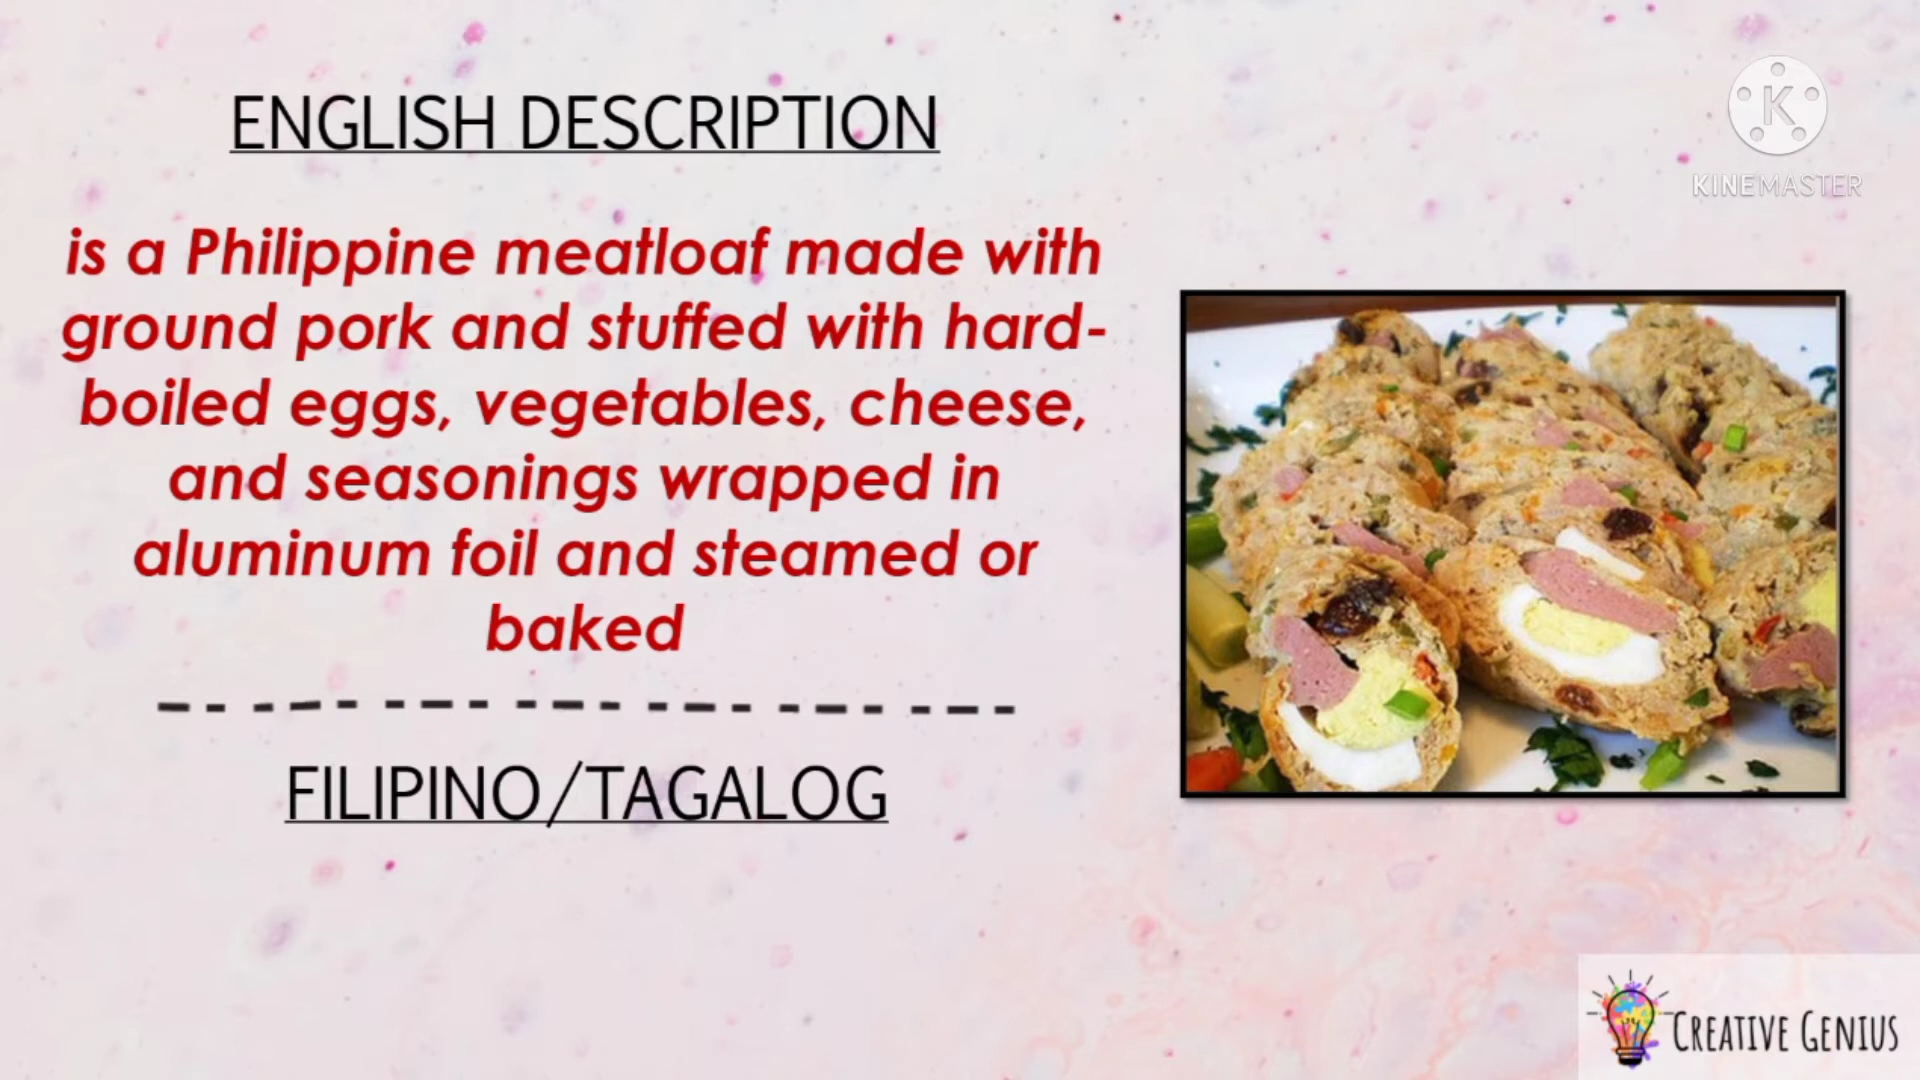 ENGLISH DESCRIPTION
is a Philippine meatloaf made with
ground pork and stuffed with hard-
boiled eggs, vegetables, cheese,
and seasonings wrapped in
aluminum foil and steamed or
baked
FILIPINO/TAGALOG
K
KINEMASTER
CREATIVE GENIUS